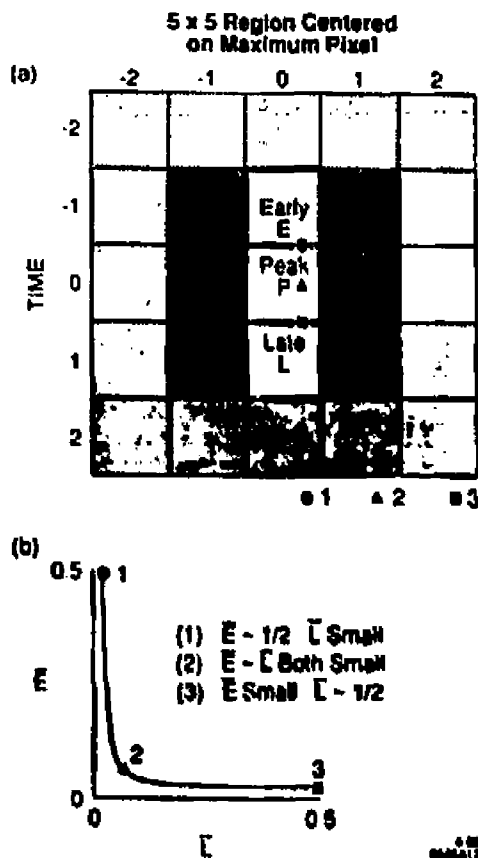 5 x 5 Region Centered
on Maximum Pixel
(a)
-2 -1 0 1 2
-2
-1
0
1
2
TIME
Early
E
Peak
P
Late
L
1 2 3
(b)
0.5
0
1
2
3
0 0.5
E̅
L̅
(1) E̅ ~ 1/2 L̅ Small
(2) E̅ ~ L̅ Both Small
(3) E̅ Small L̅ ~ 1/2